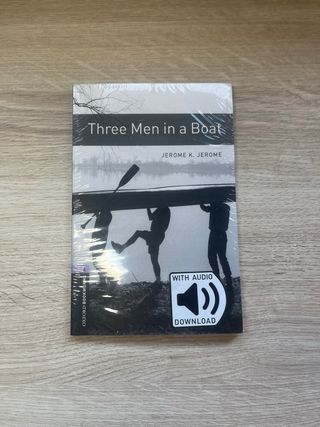 Three Men in a Boat
JEROME K. JEROME
WITH AUDIO
DOWNLOAD